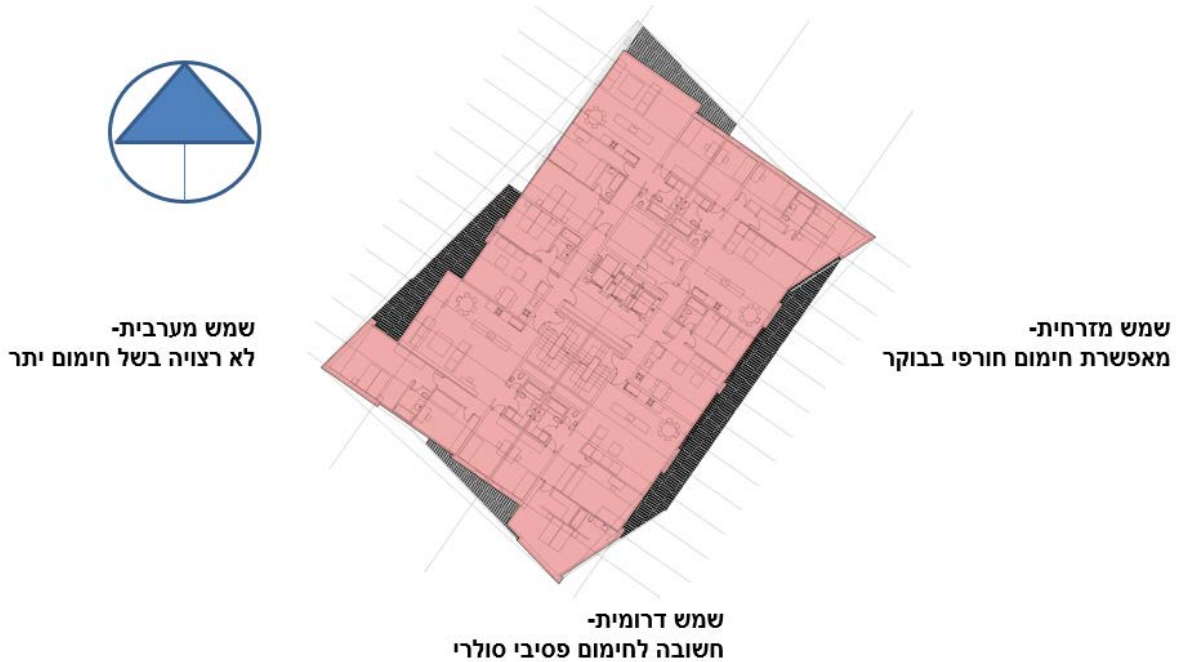 שמש מערבית-
לא רצויה בשל חימום יתר
שמש מזרחית-
מאפשרת חימום חורפי בבוקר
שמש דרומית-
חשובה לחימום פסיבי סולרי